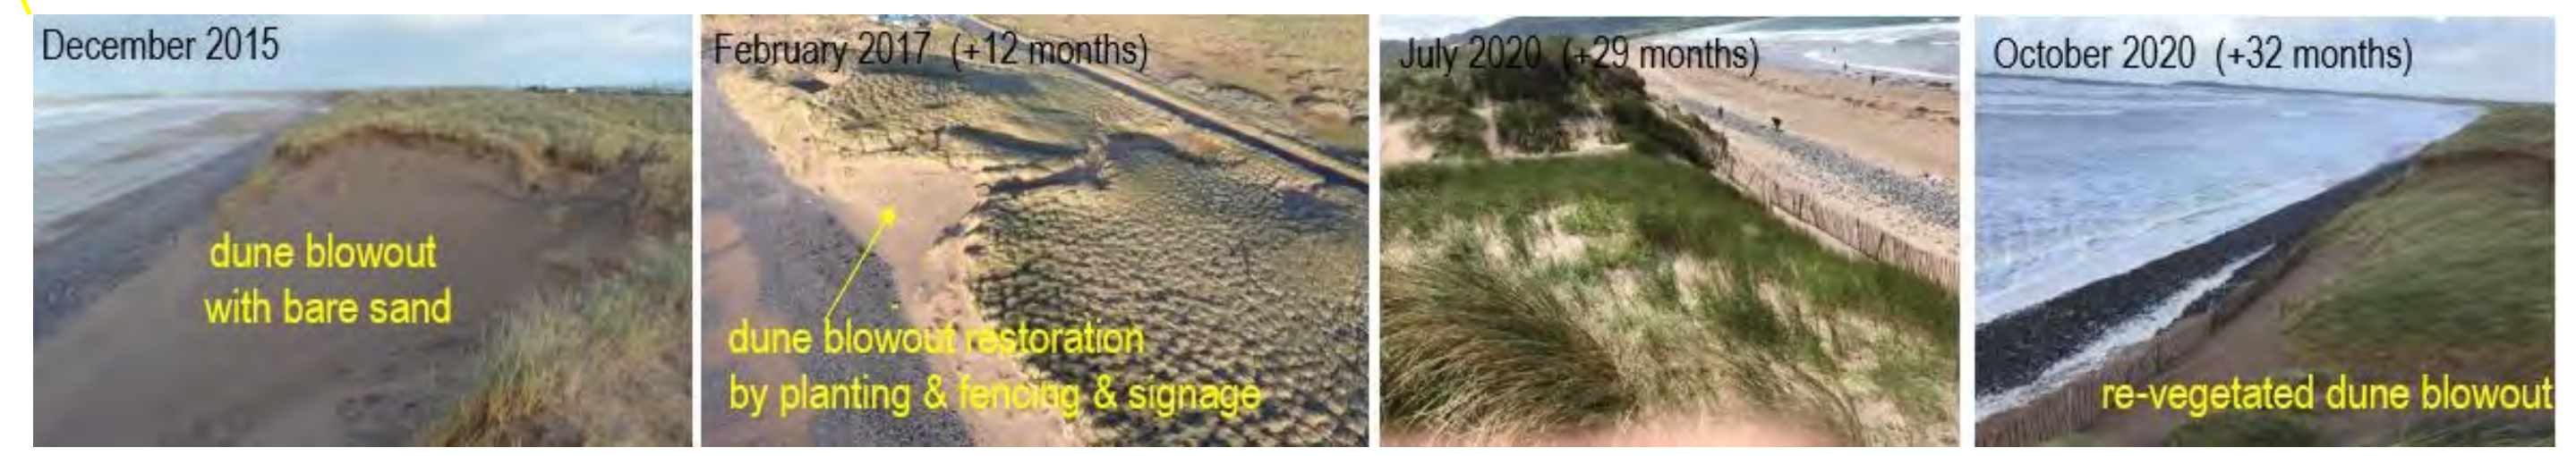 December 2015
dune blowout
with bare sand
February 2017 (+12 months)
dune blowout restoration
by planting & fencing & signage
July 2020 (+29 months)
October 2020 (+32 months)
re-vegetated dune blowout